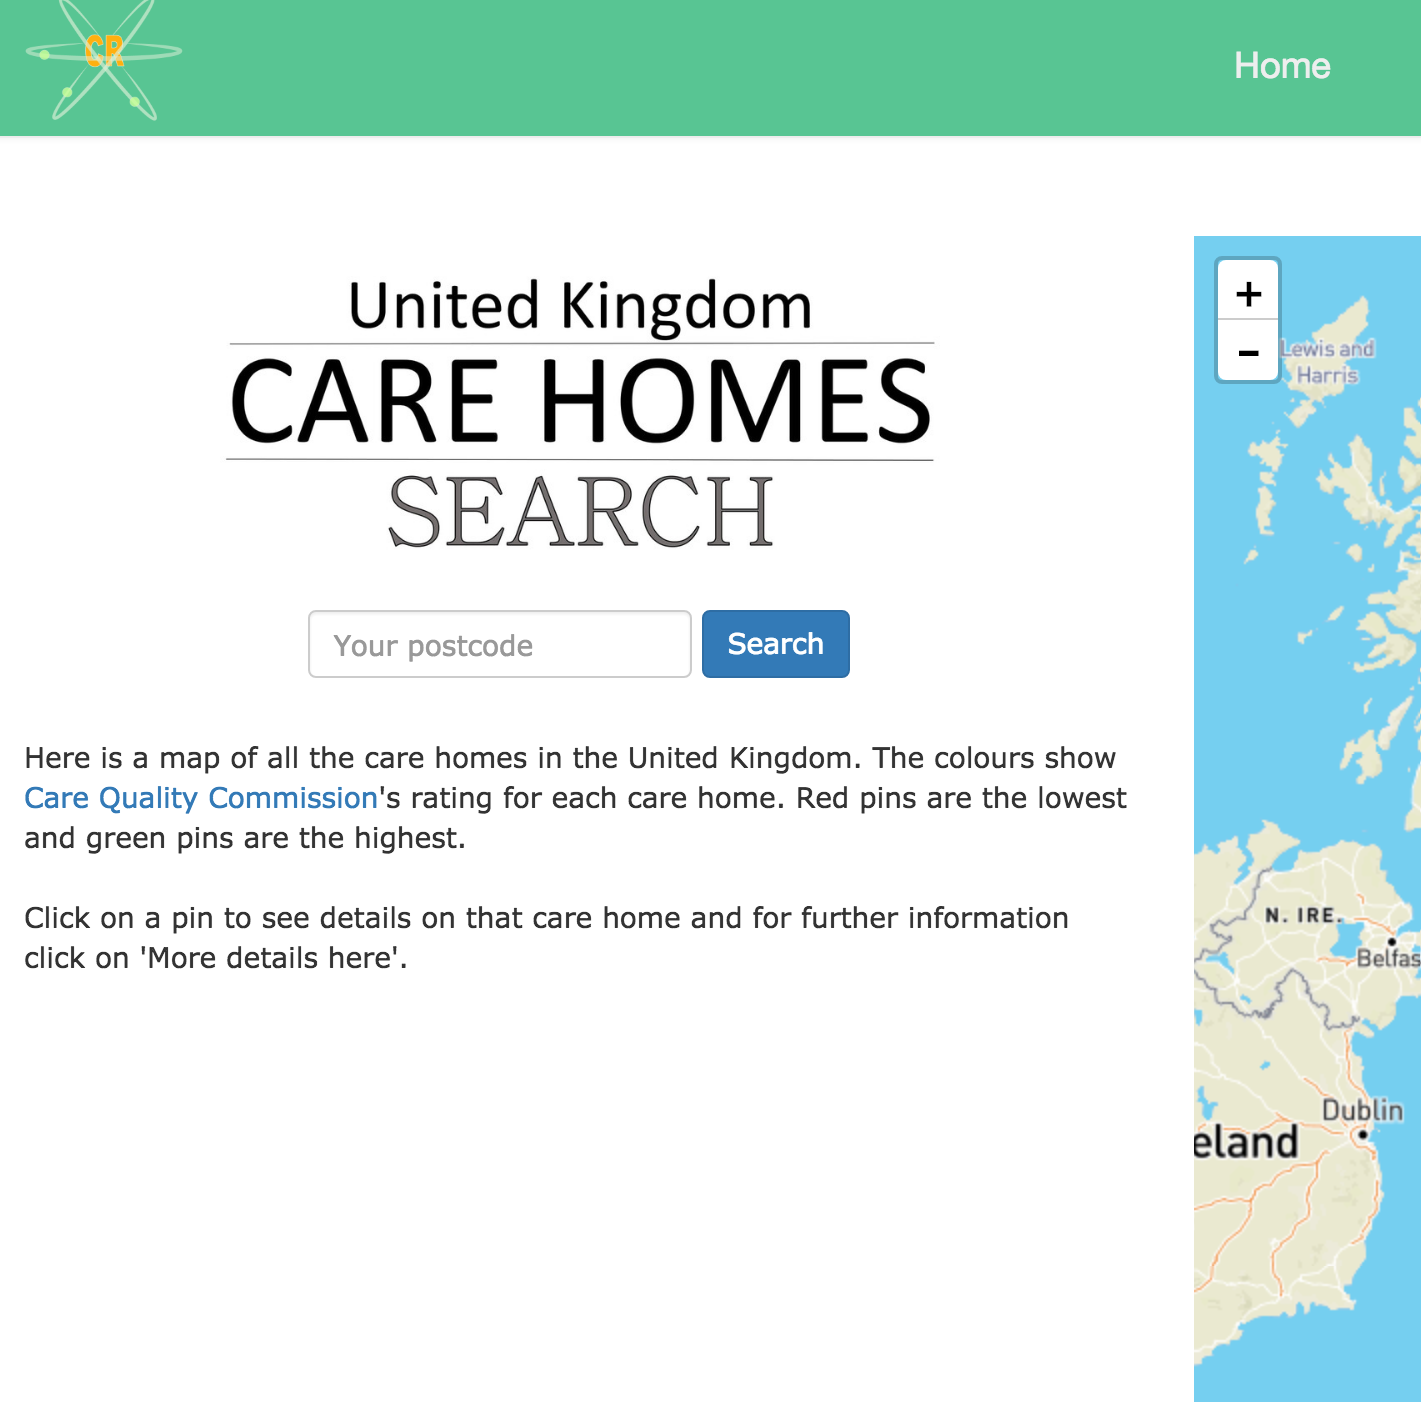 CR
Home
United Kingdom
CARE HOMES
SEARCH
Your postcode
Search
Here is a map of all the care homes in the United Kingdom. The colours show
Care Quality Commission's rating for each care home. Red pins are the lowest
and green pins are the highest.
Click on a pin to see details on that care home and for further information
click on 'More details here'.
+
-
Lewis and
Harris
N. IRE.
Belfas
Dublin
eland